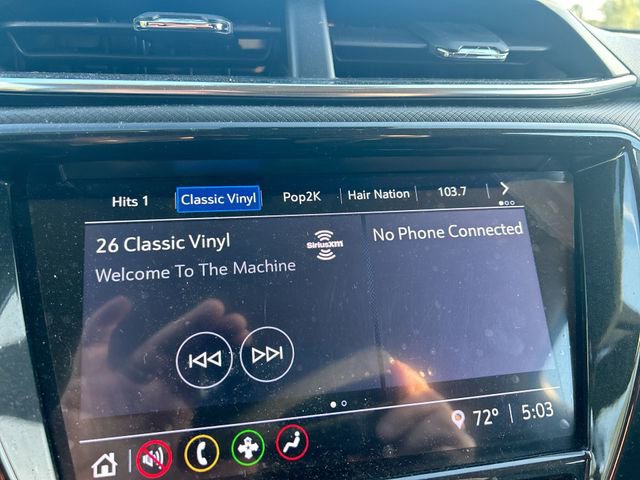 Hits 1 Classic Vinyl Pop2K Hair Nation 103.7
26 Classic Vinyl
SiriusXM
No Phone Connected
Welcome To The Machine
72° 5:03